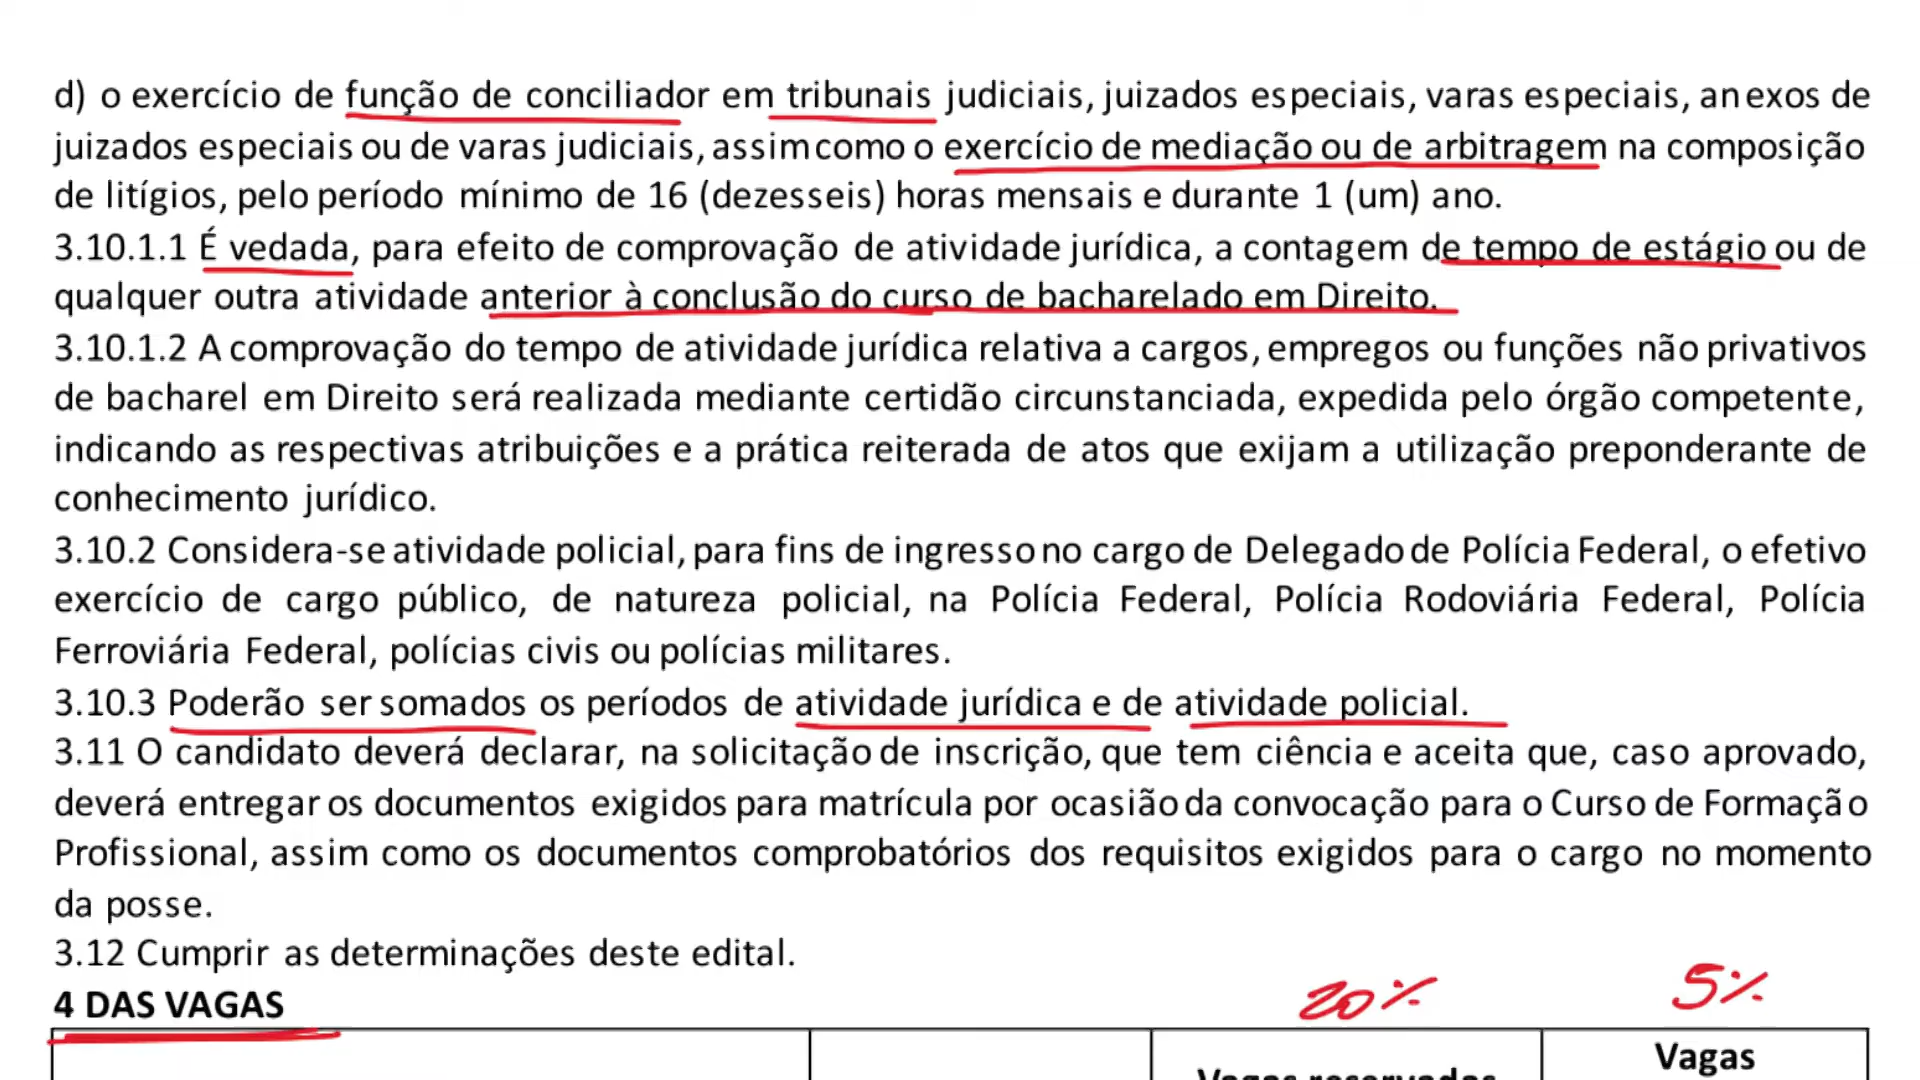 d) o exercício de função de conciliador em tribunais judiciais, juizados especiais, varas especiais, anexos de
juizados especiais ou de varas judiciais, assim como o exercício de mediação ou de arbitragem na composição
de litígios, pelo período mínimo de 16 (dezesseis) horas mensais e durante 1 (um) ano.
3.10.1.1 É vedada, para efeito de comprovação de atividade jurídica, a contagem de tempo de estágio ou de
qualquer outra atividade anterior à conclusão do curso de bacharelado em Direito.
3.10.1.2 A comprovação do tempo de atividade jurídica relativa a cargos, empregos ou funções não privativos
de bacharel em Direito será realizada mediante certidão circunstanciada, expedida pelo órgão competente,
indicando as respectivas atribuições e a prática reiterada de atos que exijam a utilização preponderante de
conhecimento jurídico.
3.10.2 Considera-se atividade policial, para fins de ingresso no cargo de Delegado de Polícia Federal, o efetivo
exercício de cargo público, de natureza policial, na Polícia Federal, Polícia Rodoviária Federal, Polícia
Ferroviária Federal, polícias civis ou polícias militares.
3.10.3 Poderão ser somados os períodos de atividade jurídica e de atividade policial.
3.11 O candidato deverá declarar, na solicitação de inscrição, que tem ciência e aceita que, caso aprovado,
deverá entregar os documentos exigidos para matrícula por ocasião da convocação para o Curso de Formação
Profissional, assim como os documentos comprobatórios dos requisitos exigidos para o cargo no momento
da posse.
3.12 Cumprir as determinações deste edital.
20% 5%
4 DAS VAGAS
Vagas
Vagas reservadas